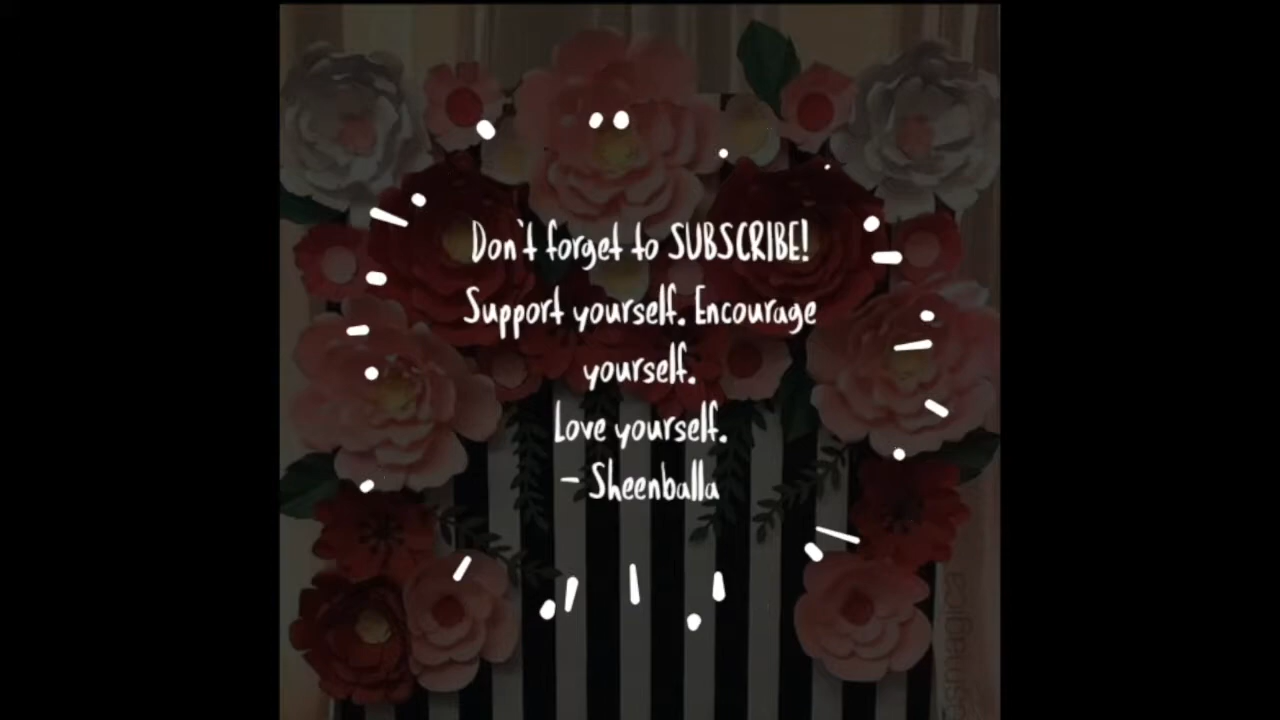 Don't forget to SUBSCRIBE!
Support yourself. Encourage
yourself.
Love yourself.
- Sheenballa